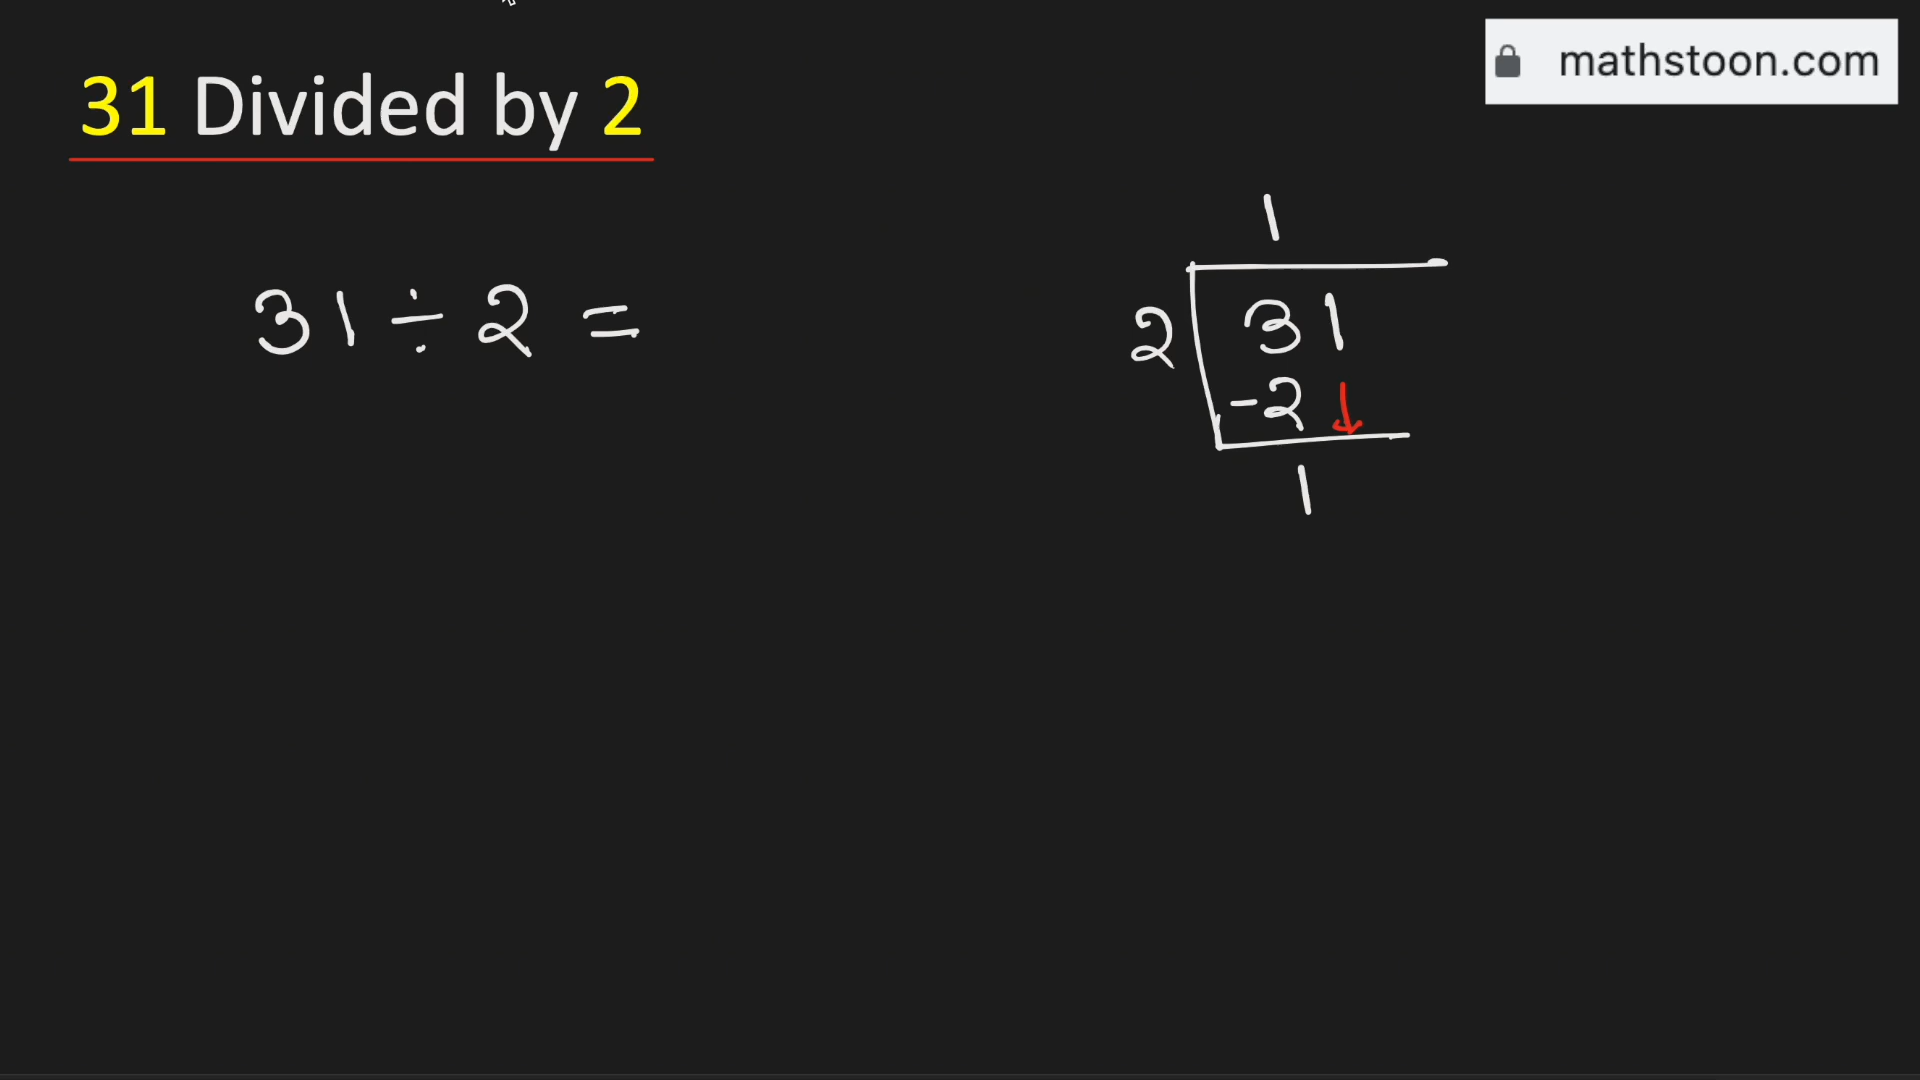 31 Divided by 2
mathstoon.com
31 ÷ 2 =
1
2 31
-2 ↓
1